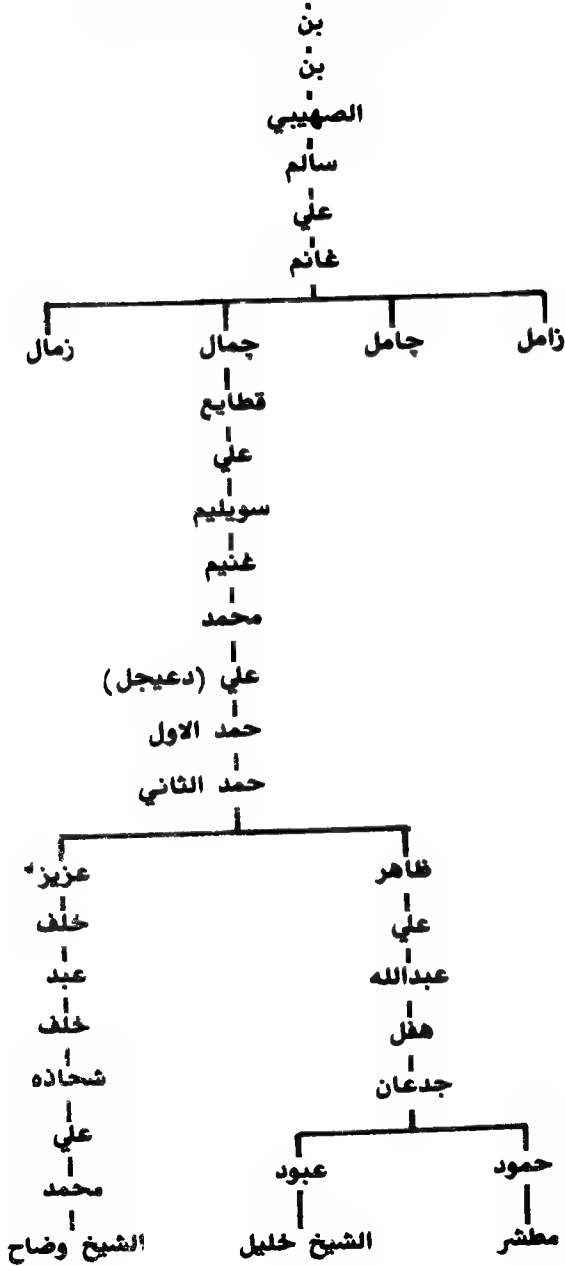 بن
بن
الصهيبي
سالم
علي
غانم
زامل چامل چمال زمال
قطايع
علي
سويليم
غنيم
محمد
علي (دعيجل)
حمد الاول
حمد الثاني
ظاهر عزيز*
علي خلف
عبدالله عبد
هفل خلف
جدعان شحاذه
علي
حمود عبود
محمد
مطشر الشيخ خليل الشيخ وضاح